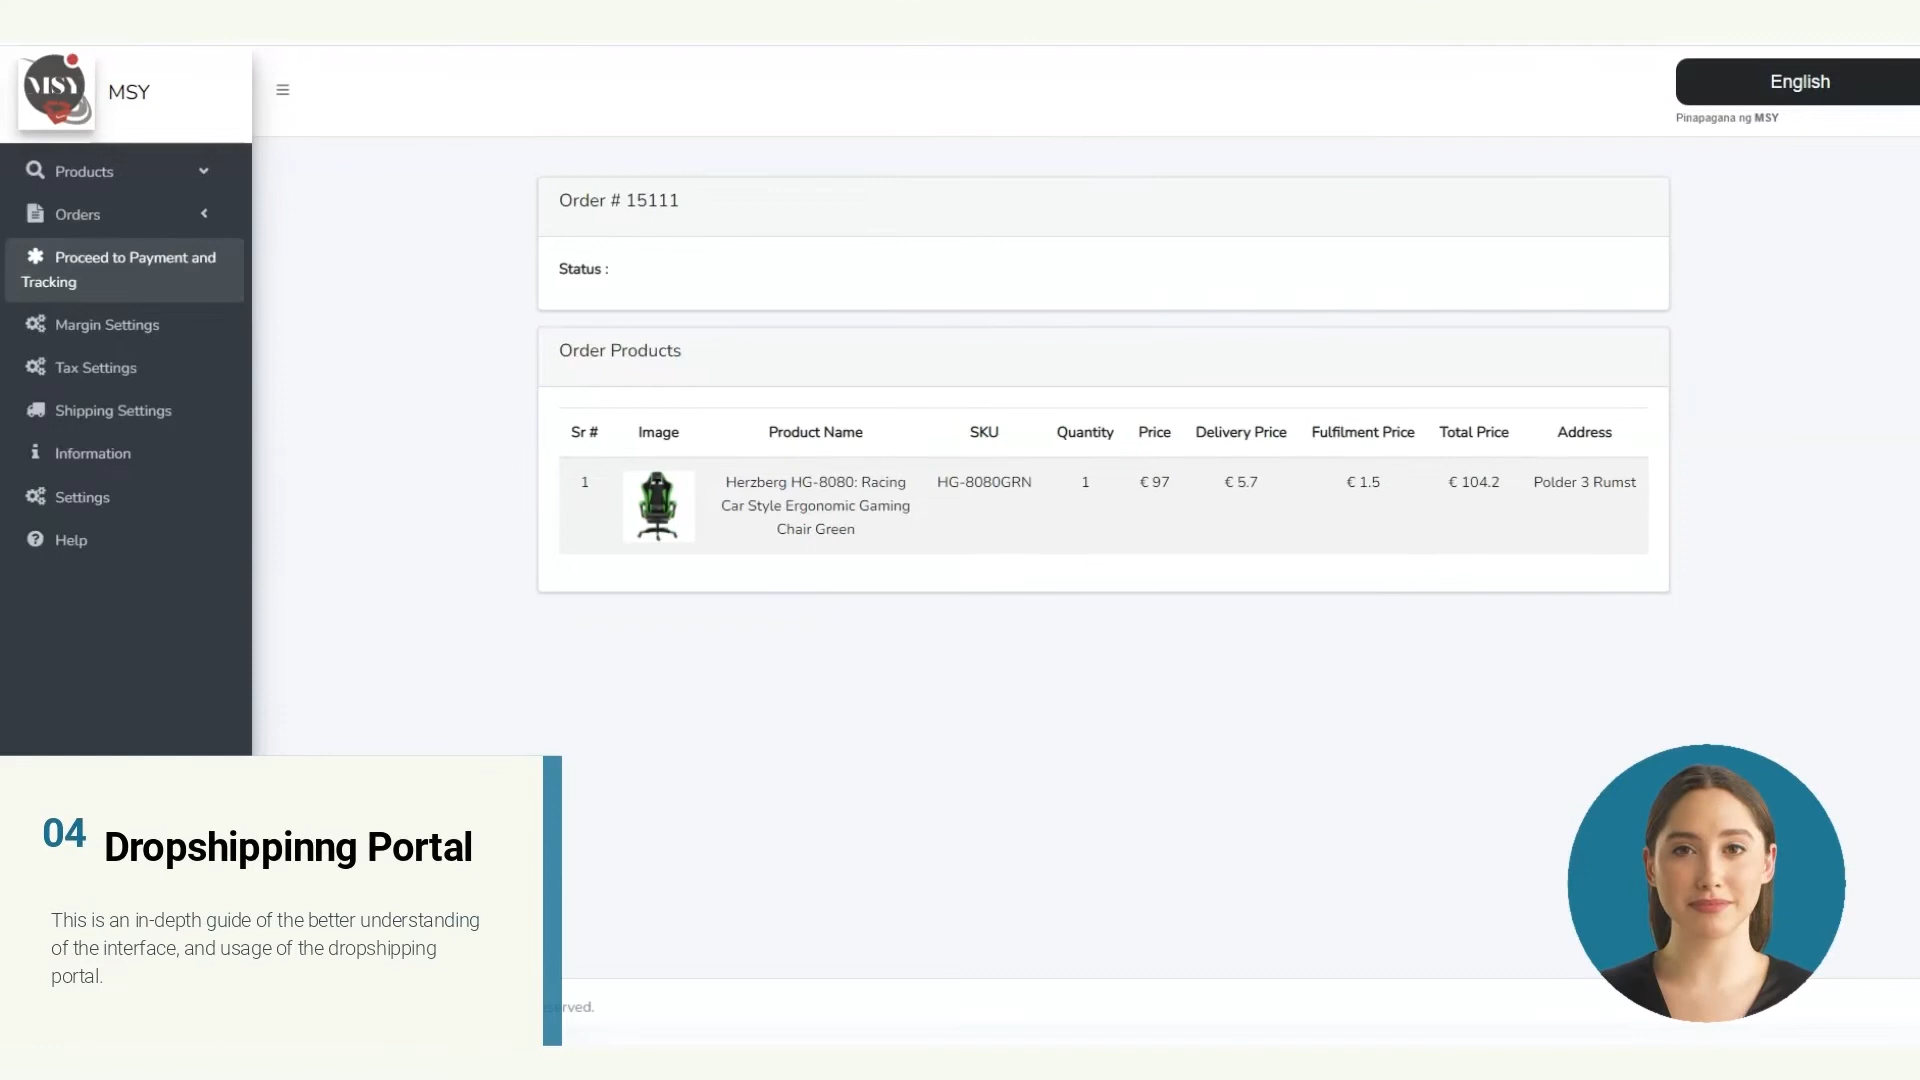 MSY
MSY
English
Pinapagana ng MSY
Products
Orders
Proceed to Payment and
Tracking
Margin Settings
Tax Settings
Shipping Settings
Information
Settings
Help
Order # 15111
Status :
Order Products
Sr # Image Product Name SKU Quantity Price Delivery Price Fulfilment Price Total Price Address
1 Herzberg HG-8080: Racing HG-8080GRN 1 € 97 € 5.7 € 1.5 € 104.2 Polder 3 Rumst
Car Style Ergonomic Gaming
Chair Green
04 Dropshippinng Portal
This is an in-depth guide of the better understanding
of the interface, and usage of the dropshipping
portal.
served.